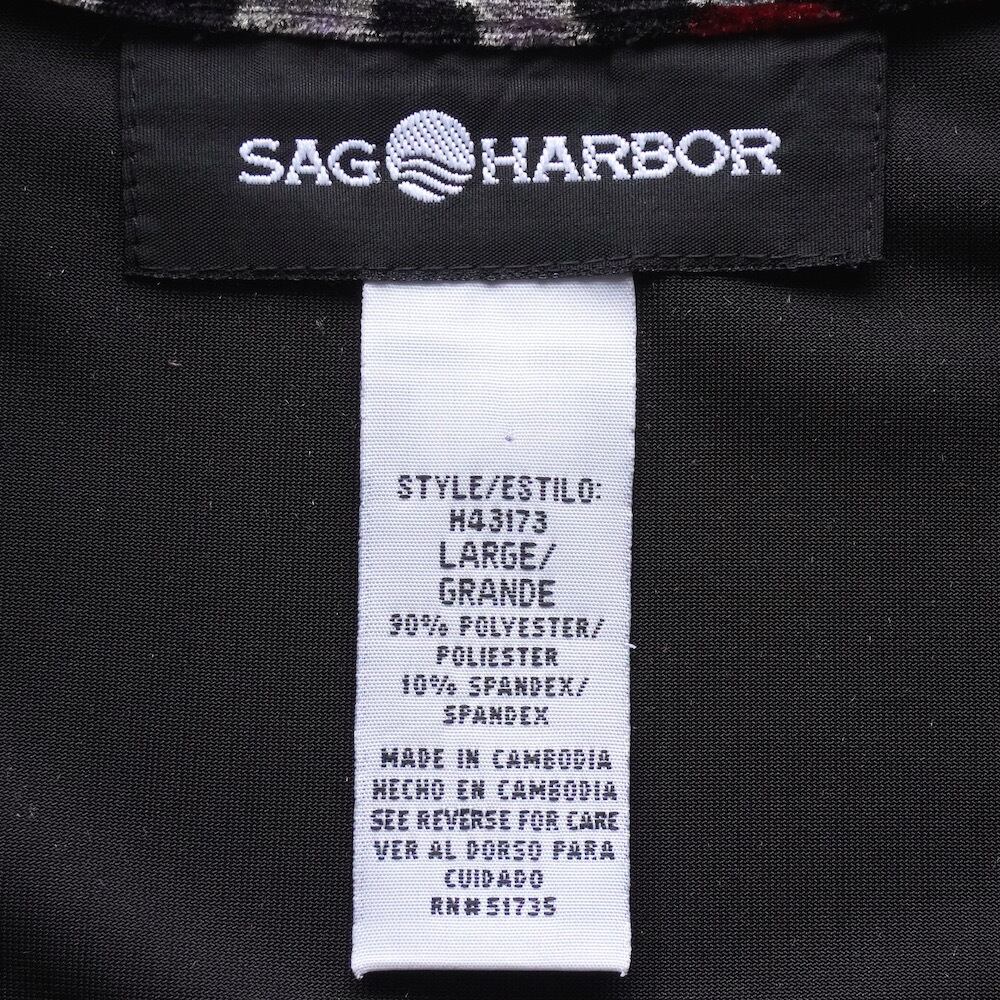 SAG HARBOR
STYLE/ESTILO:
H43173
LARGE/
GRANDE
90% POLYESTER/
POLIESTER
10% SPANDEX/
SPANDEX
MADE IN CAMBODIA
HECHO EN CAMBODIA
SEE REVERSE FOR CARE
VER AL DORSO PARA
CUIDADO
RN#51735